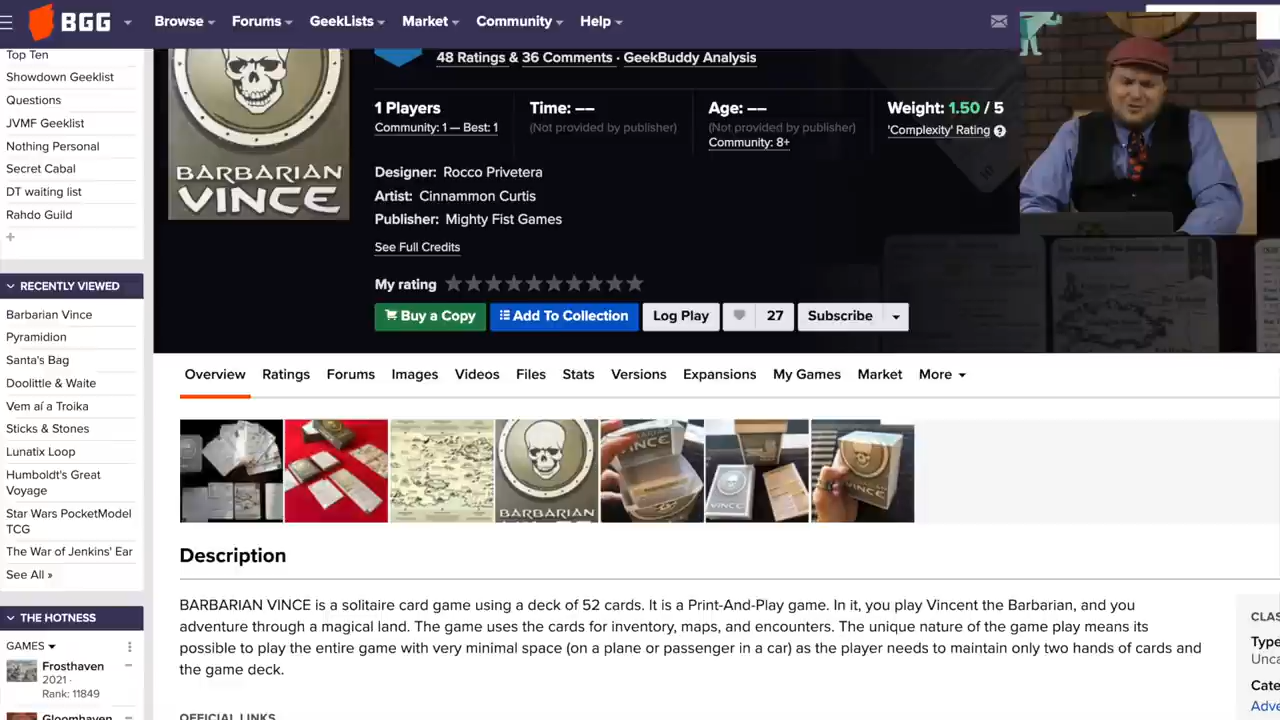 BGG Browse Forums GeekLists Market Community Help
Top Ten
Showdown Geeklist
Questions
JVMF Geeklist
Nothing Personal
Secret Cabal
DT waiting list
Rahdo Guild
+
RECENTLY VIEWED
Barbarian Vince
Pyramidion
Santa's Bag
Doolittle & Waite
Vem aí a Troika
Sticks & Stones
Lunatix Loop
Humboldt's Great
Voyage
Star Wars PocketModel
TCG
The War of Jenkins' Ear
See All »
THE HOTNESS
GAMES
Frosthaven
2021 ·
Rank: 11849
Gloomhaven
BARBARIAN
VINCE
48 Ratings & 36 Comments · GeekBuddy Analysis
1 Players
Community: 1 — Best: 1
Time: ––
(Not provided by publisher)
Age: ––
(Not provided by publisher)
Community: 8+
Weight: 1.50 / 5
'Complexity' Rating ?
Designer: Rocco Privetera
Artist: Cinnammon Curtis
Publisher: Mighty Fist Games
See Full Credits
My rating
Buy a Copy Add To Collection Log Play 27 Subscribe
Overview Ratings Forums Images Videos Files Stats Versions Expansions My Games Market More
BARBARIAN
VINCE
VINCE
VINCE
Description
BARBARIAN VINCE is a solitaire card game using a deck of 52 cards. It is a Print-And-Play game. In it, you play Vincent the Barbarian, and you
adventure through a magical land. The game uses the cards for inventory, maps, and encounters. The unique nature of the game play means its
possible to play the entire game with very minimal space (on a plane or passenger in a car) as the player needs to maintain only two hands of cards and
the game deck.
OFFICIAL LINKS
CLAS
Type
Unca
Cate
Adve